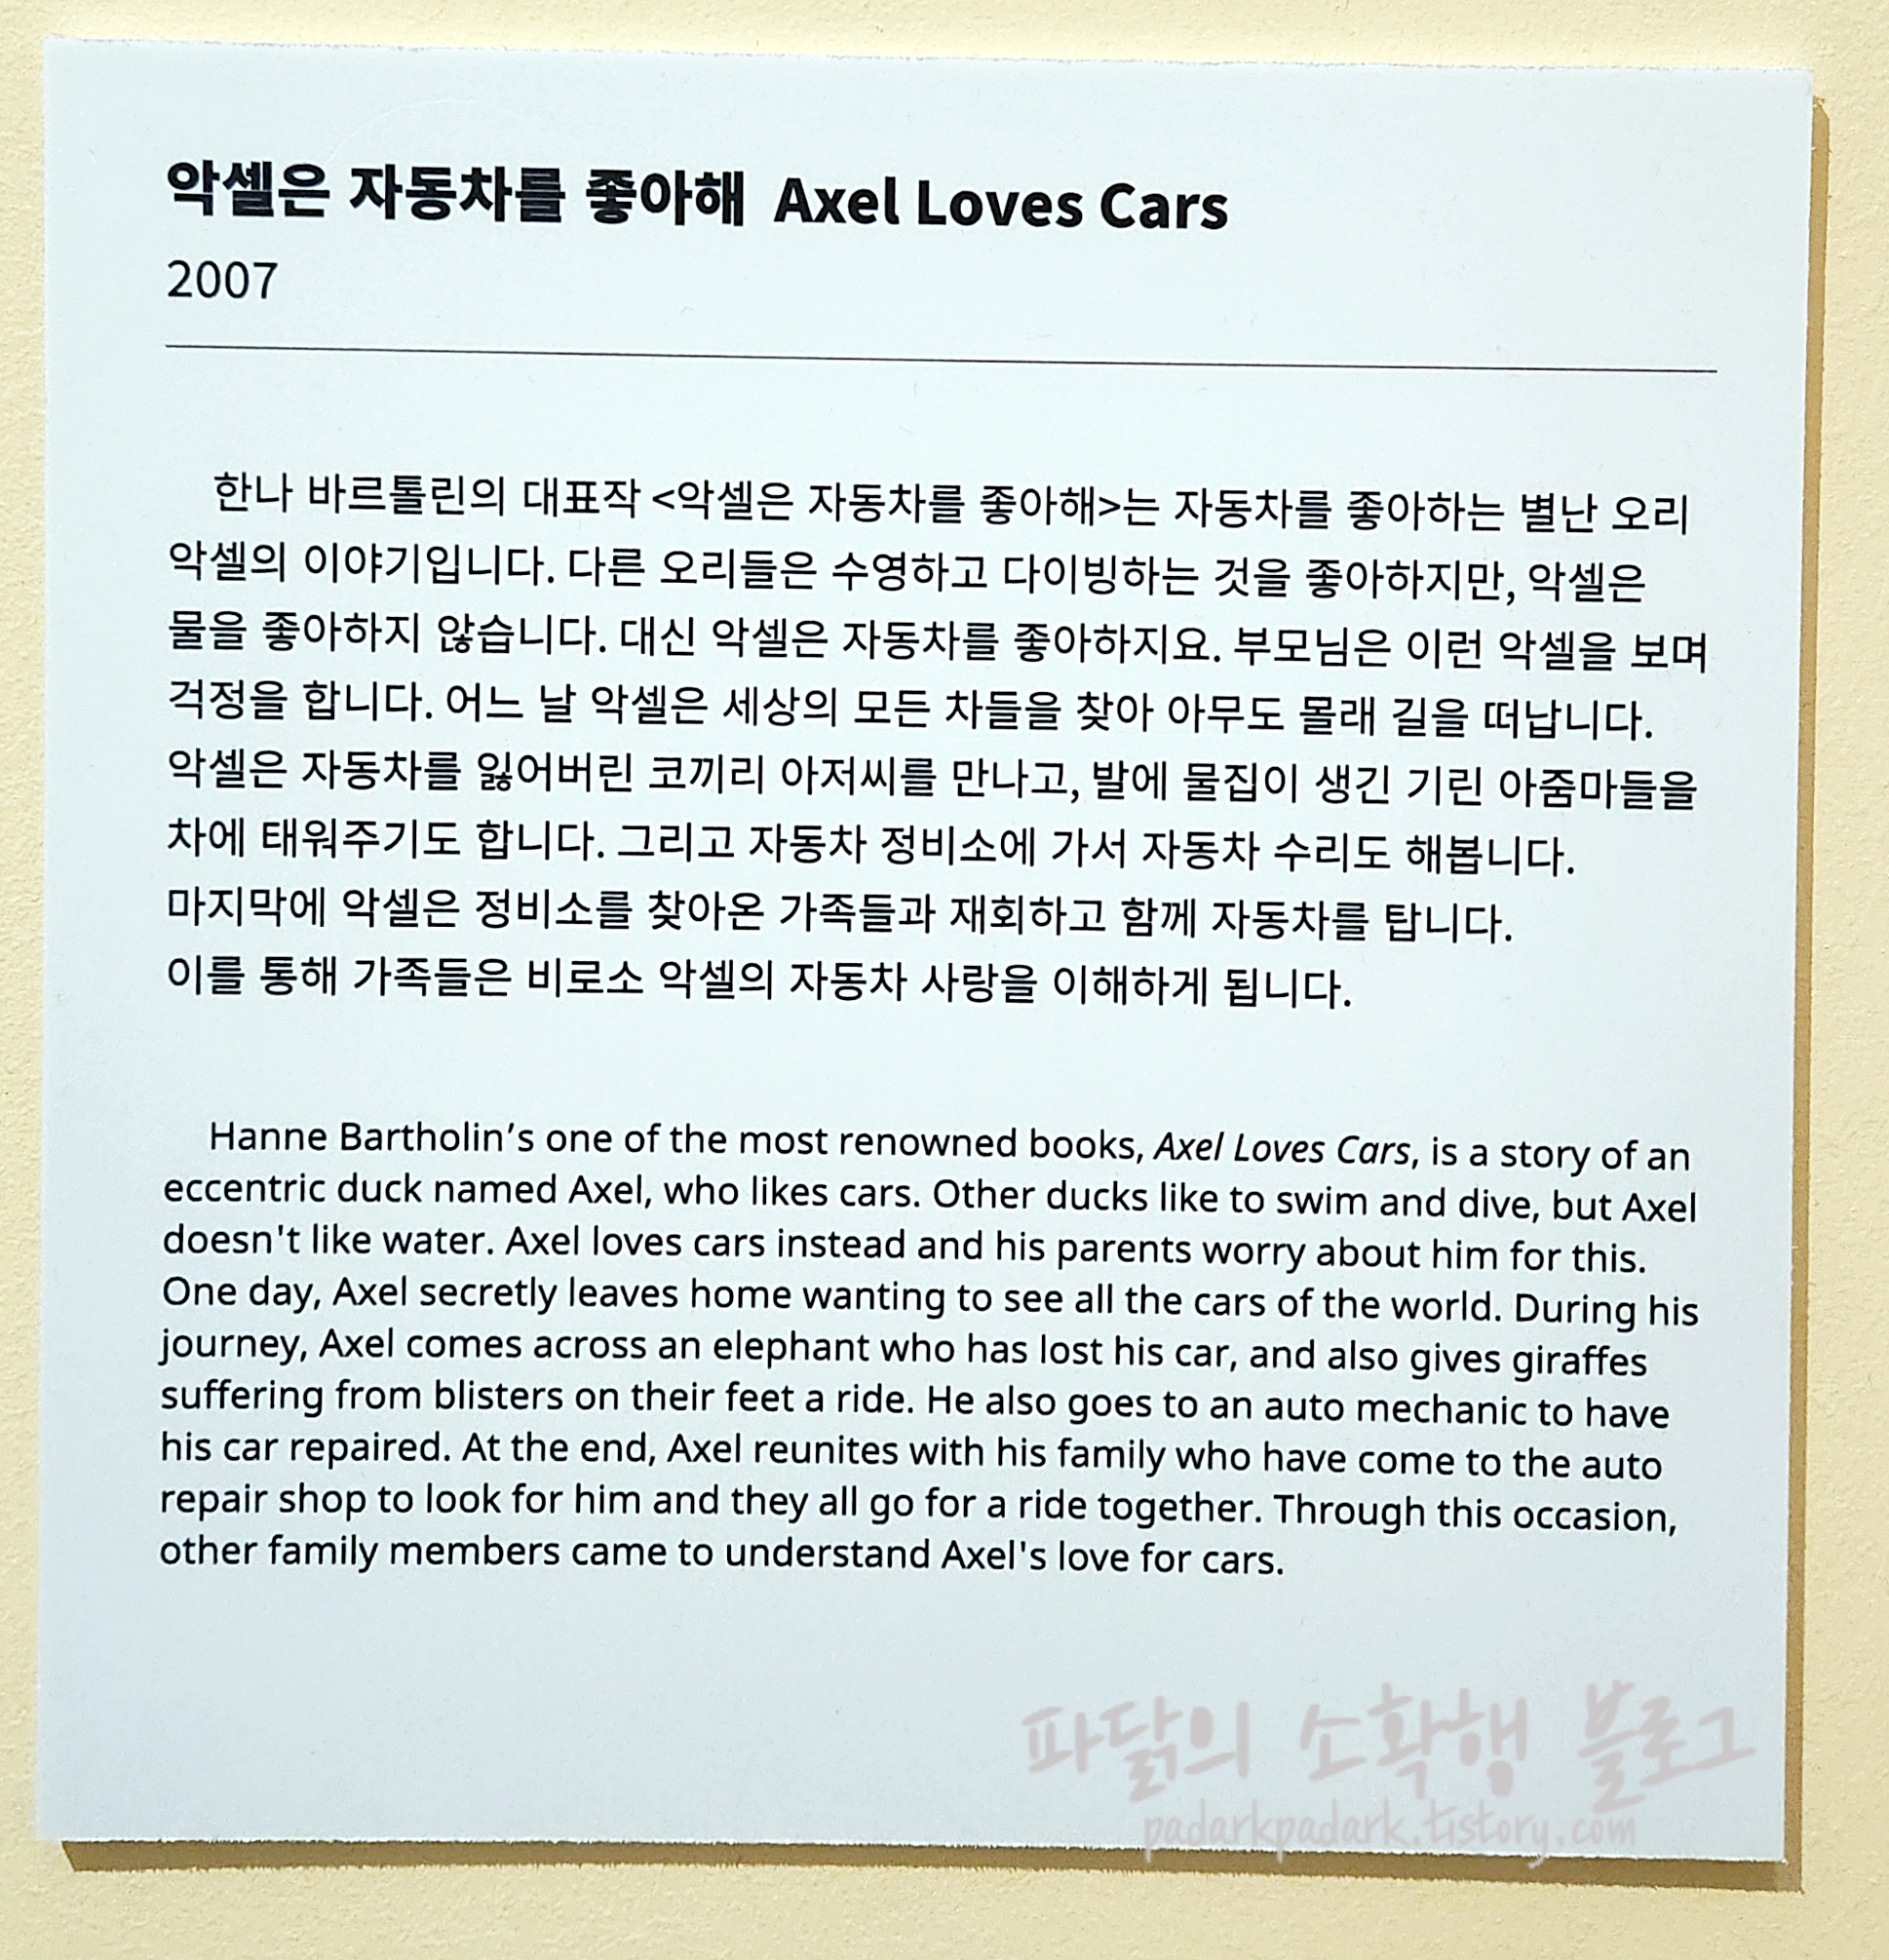 악셀은 자동차를 좋아해 Axel Loves Cars
2007
한나 바르톨린의 대표작 <악셀은 자동차를 좋아해>는 자동차를 좋아하는 별난 오리
악셀의 이야기입니다. 다른 오리들은 수영하고 다이빙하는 것을 좋아하지만, 악셀은
물을 좋아하지 않습니다. 대신 악셀은 자동차를 좋아하지요. 부모님은 이런 악셀을 보며
걱정을 합니다. 어느 날 악셀은 세상의 모든 차들을 찾아 아무도 몰래 길을 떠납니다.
악셀은 자동차를 잃어버린 코끼리 아저씨를 만나고, 발에 물집이 생긴 기린 아줌마들을
차에 태워주기도 합니다. 그리고 자동차 정비소에 가서 자동차 수리도 해봅니다.
마지막에 악셀은 정비소를 찾아온 가족들과 재회하고 함께 자동차를 탑니다.
이를 통해 가족들은 비로소 악셀의 자동차 사랑을 이해하게 됩니다.
Hanne Bartholin’s one of the most renowned books, Axel Loves Cars, is a story of an
eccentric duck named Axel, who likes cars. Other ducks like to swim and dive, but Axel
doesn't like water. Axel loves cars instead and his parents worry about him for this.
One day, Axel secretly leaves home wanting to see all the cars of the world. During his
journey, Axel comes across an elephant who has lost his car, and also gives giraffes
suffering from blisters on their feet a ride. He also goes to an auto mechanic to have
his car repaired. At the end, Axel reunites with his family who have come to the auto
repair shop to look for him and they all go for a ride together. Through this occasion,
other family members came to understand Axel's love for cars.
파닭의 소확행 블로그
padarkpadark.tistory.com